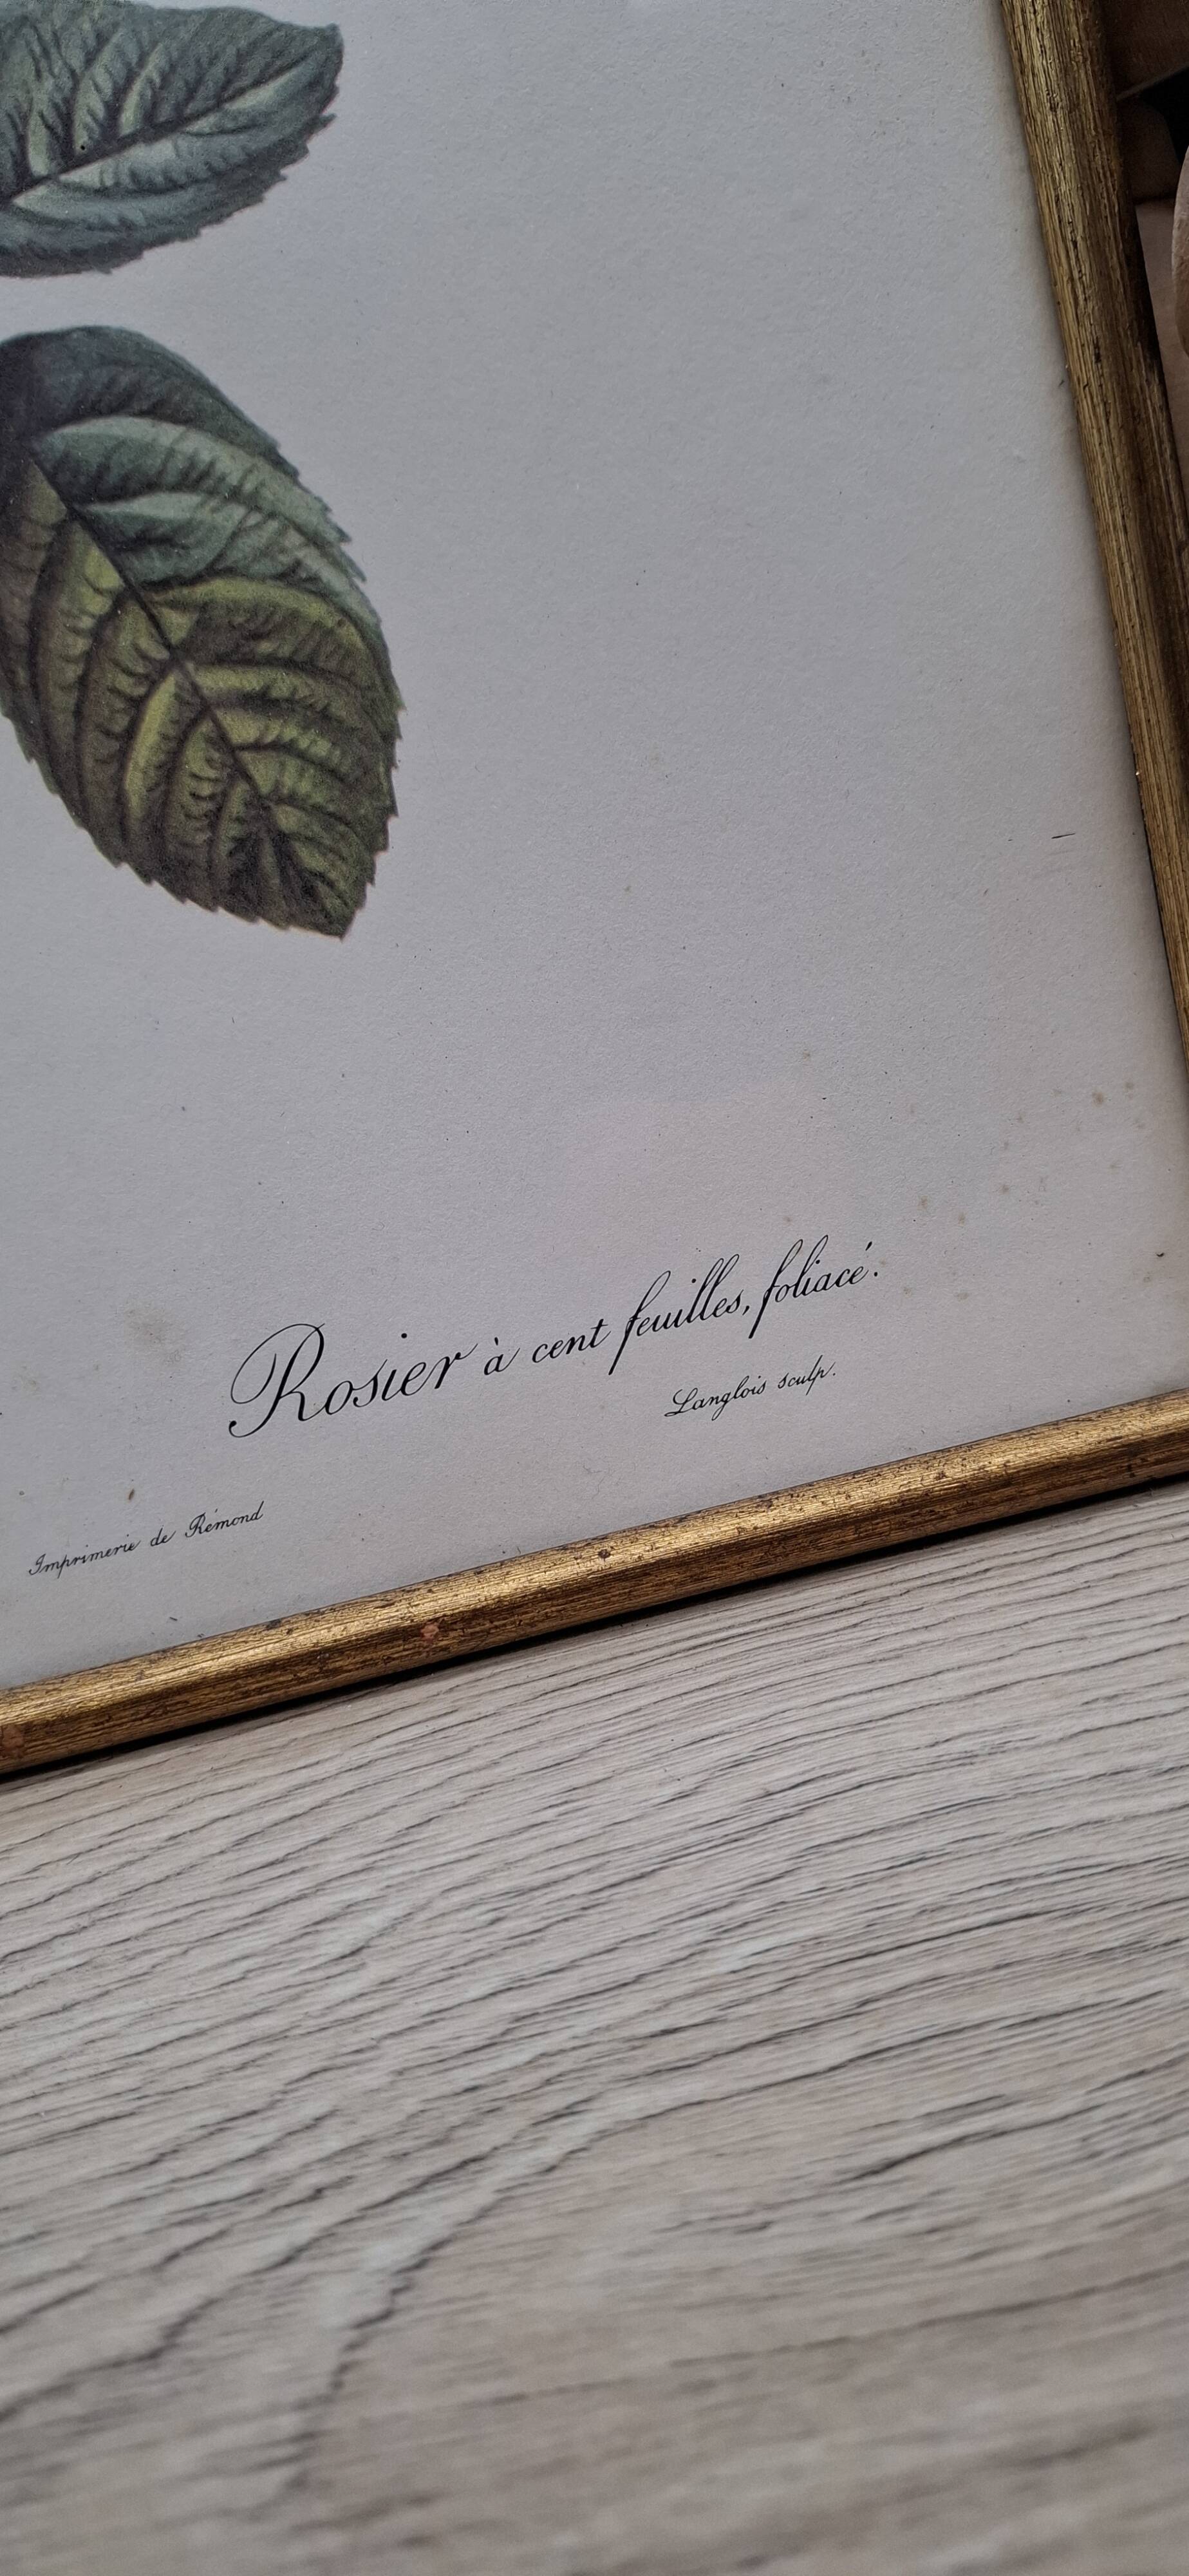 Rosier à cent feuilles, foliacé.
Langlois sculp.
Imprimerie de Rémond